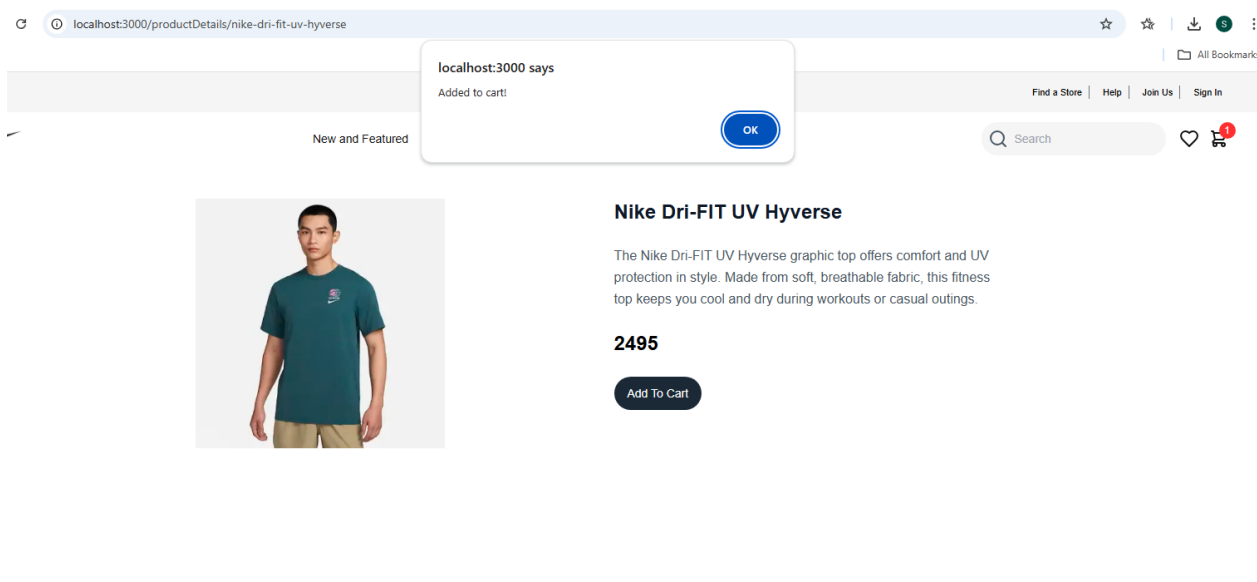 localhost:3000/productDetails/nike-dri-fit-uv-hyverse
S
All Bookmarks
localhost:3000 says
Added to cart!
OK
Find a Store
Help
Join Us
Sign In
New and Featured
Search
1
Nike Dri-FIT UV Hyverse
The Nike Dri-FIT UV Hyverse graphic top offers comfort and UV
protection in style. Made from soft, breathable fabric, this fitness
top keeps you cool and dry during workouts or casual outings.
2495
Add To Cart